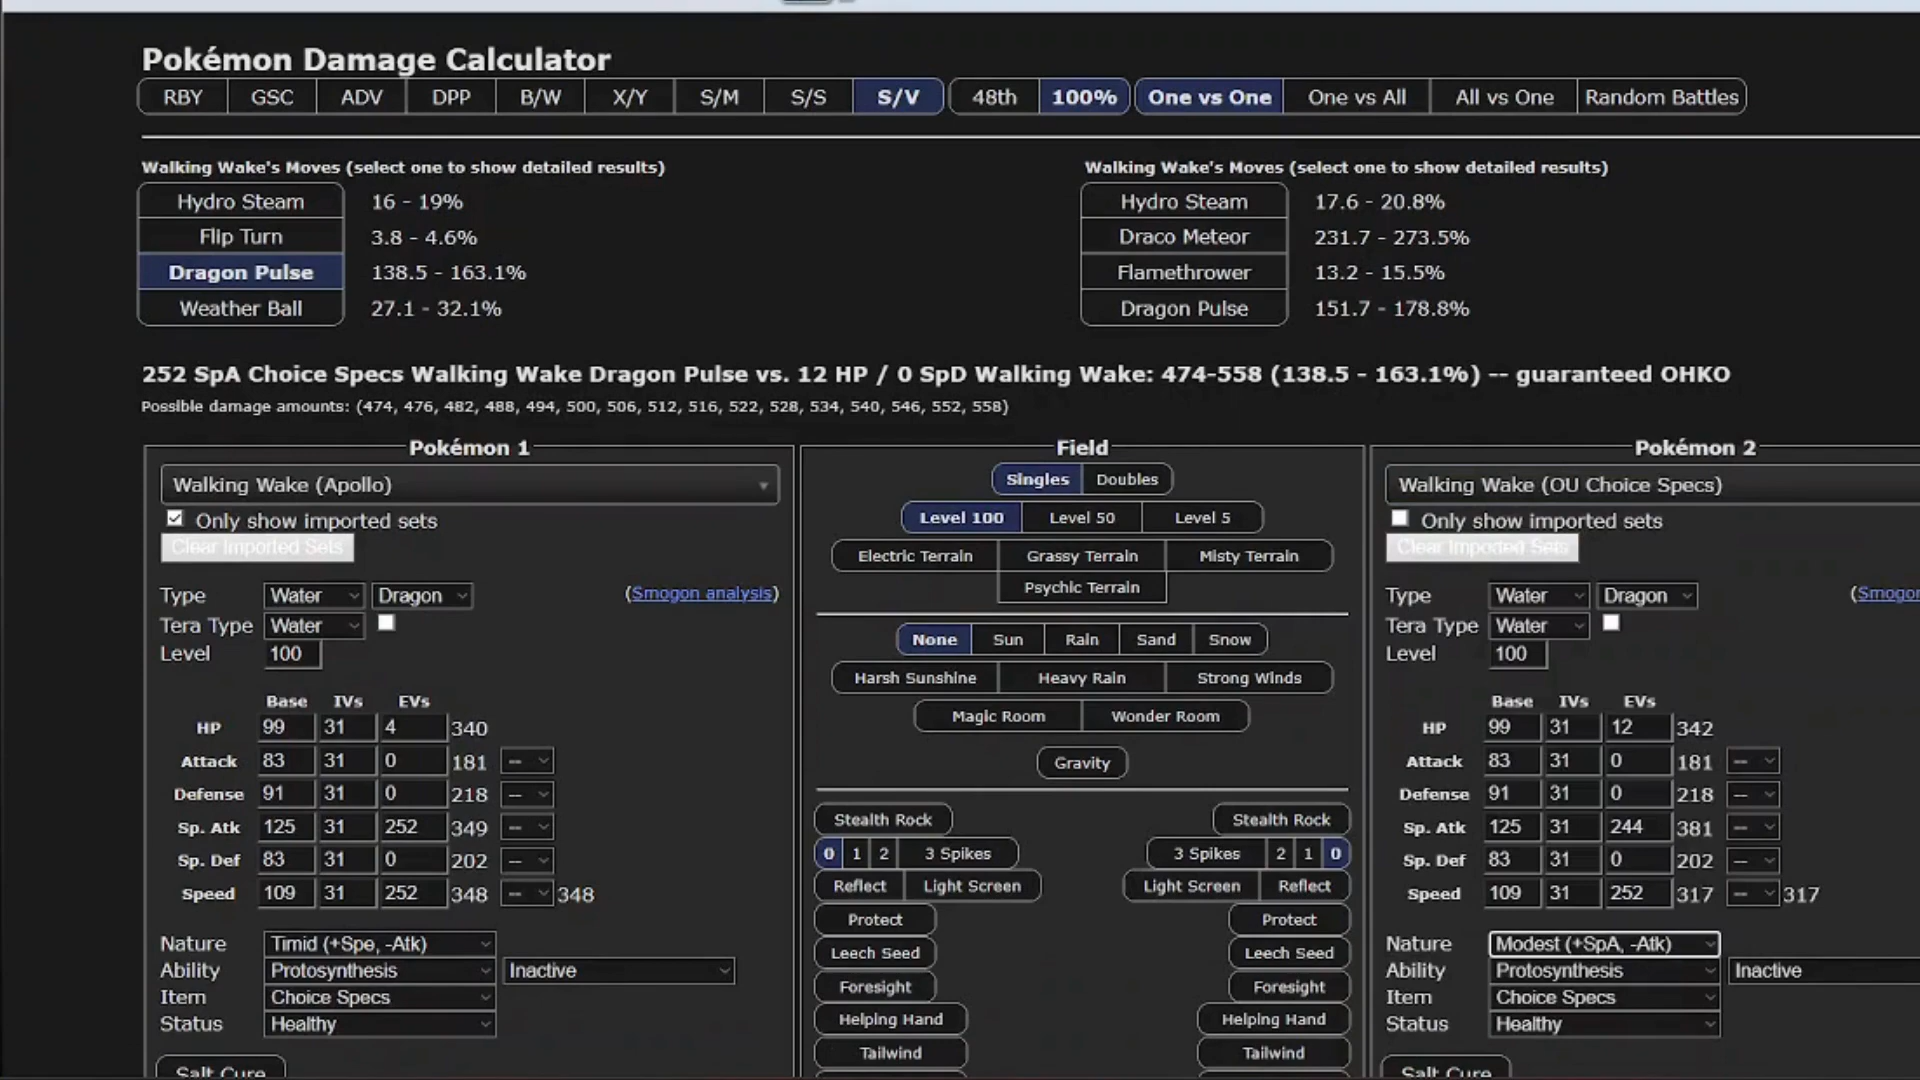 Pokémon Damage Calculator
RBY GSC ADV DPP B/W X/Y S/M S/S S/V 48th 100% One vs One One vs All All vs One Random Battles
Walking Wake's Moves (select one to show detailed results)
Hydro Steam 16 - 19%
Flip Turn 3.8 - 4.6%
Dragon Pulse 138.5 - 163.1%
Weather Ball 27.1 - 32.1%
Walking Wake's Moves (select one to show detailed results)
Hydro Steam 17.6 - 20.8%
Draco Meteor 231.7 - 273.5%
Flamethrower 13.2 - 15.5%
Dragon Pulse 151.7 - 178.8%
252 SpA Choice Specs Walking Wake Dragon Pulse vs. 12 HP / 0 SpD Walking Wake: 474-558 (138.5 - 163.1%) -- guaranteed OHKO
Possible damage amounts: (474, 476, 482, 488, 494, 500, 506, 512, 516, 522, 528, 534, 540, 546, 552, 558)
Pokémon 1
Walking Wake (Apollo)
Only show imported sets
Clear Imported Sets
Type Water Dragon (Smogon analysis)
Tera Type Water
Level 100
Base IVs EVs
HP 99 31 4 340
Attack 83 31 0 181 --
Defense 91 31 0 218 --
Sp. Atk 125 31 252 349 --
Sp. Def 83 31 0 202 --
Speed 109 31 252 348 -- 348
Nature Timid (+Spe, -Atk)
Ability Protosynthesis Inactive
Item Choice Specs
Status Healthy
Salt Cure
Field
Singles Doubles
Level 100 Level 50 Level 5
Electric Terrain Grassy Terrain Misty Terrain
Psychic Terrain
None Sun Rain Sand Snow
Harsh Sunshine Heavy Rain Strong Winds
Magic Room Wonder Room
Gravity
Stealth Rock Stealth Rock
0 1 2 3 Spikes 3 Spikes 2 1 0
Reflect Light Screen Light Screen Reflect
Protect Protect
Leech Seed Leech Seed
Foresight Foresight
Helping Hand Helping Hand
Tailwind Tailwind
Pokémon 2
Walking Wake (OU Choice Specs)
Only show imported sets
Clear Imported Sets
Type Water Dragon (Smogon
Tera Type Water
Level 100
Base IVs EVs
HP 99 31 12 342
Attack 83 31 0 181 --
Defense 91 31 0 218 --
Sp. Atk 125 31 244 381 --
Sp. Def 83 31 0 202 --
Speed 109 31 252 317 -- 317
Nature Modest (+SpA, -Atk)
Ability Protosynthesis Inactive
Item Choice Specs
Status Healthy
Salt Cure